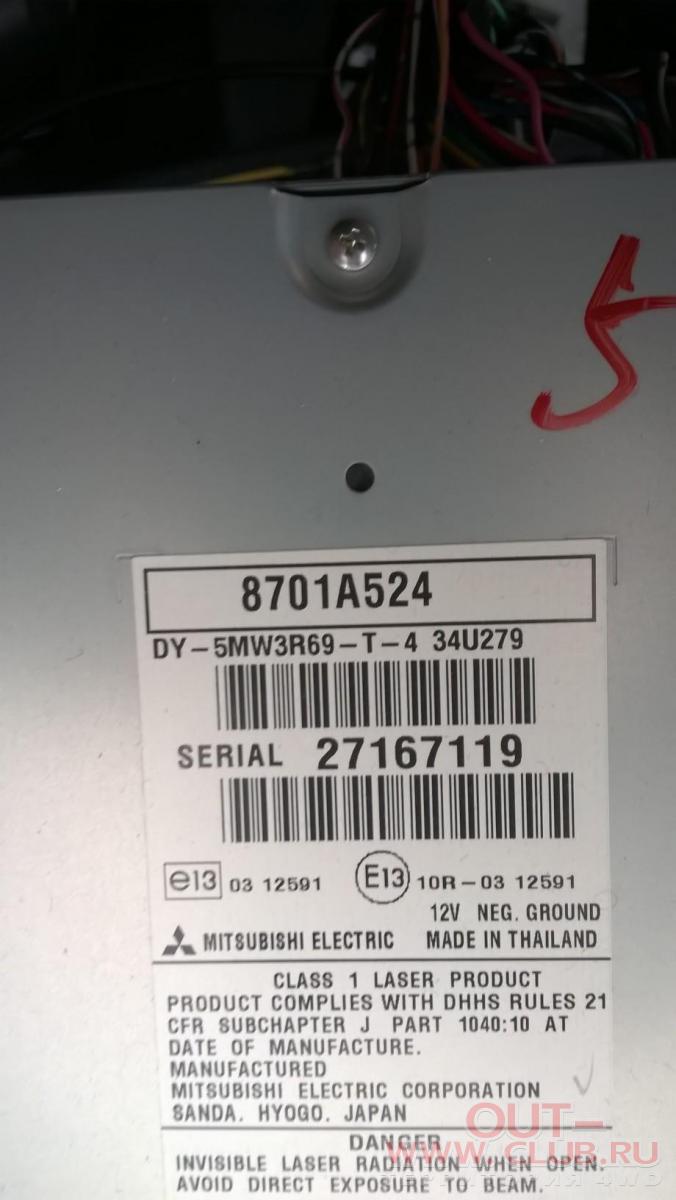 5
8701A524
DY-5MW3R69-T-4 34U279
SERIAL 27167119
e13 03 12591 E13 10R-03 12591
12V NEG. GROUND
MITSUBISHI ELECTRIC MADE IN THAILAND
CLASS 1 LASER PRODUCT
PRODUCT COMPLIES WITH DHHS RULES 21
CFR SUBCHAPTER J PART 1040:10 AT
DATE OF MANUFACTURE.
MANUFACTURED
MITSUBISHI ELECTRIC CORPORATION
SANDA. HYOGO. JAPAN
DANGER
INVISIBLE LASER RADIATION WHEN OPEN.
AVOID DIRECT EXPOSURE TO BEAM.
OUT-
WWW.CLUB.RU
4WD